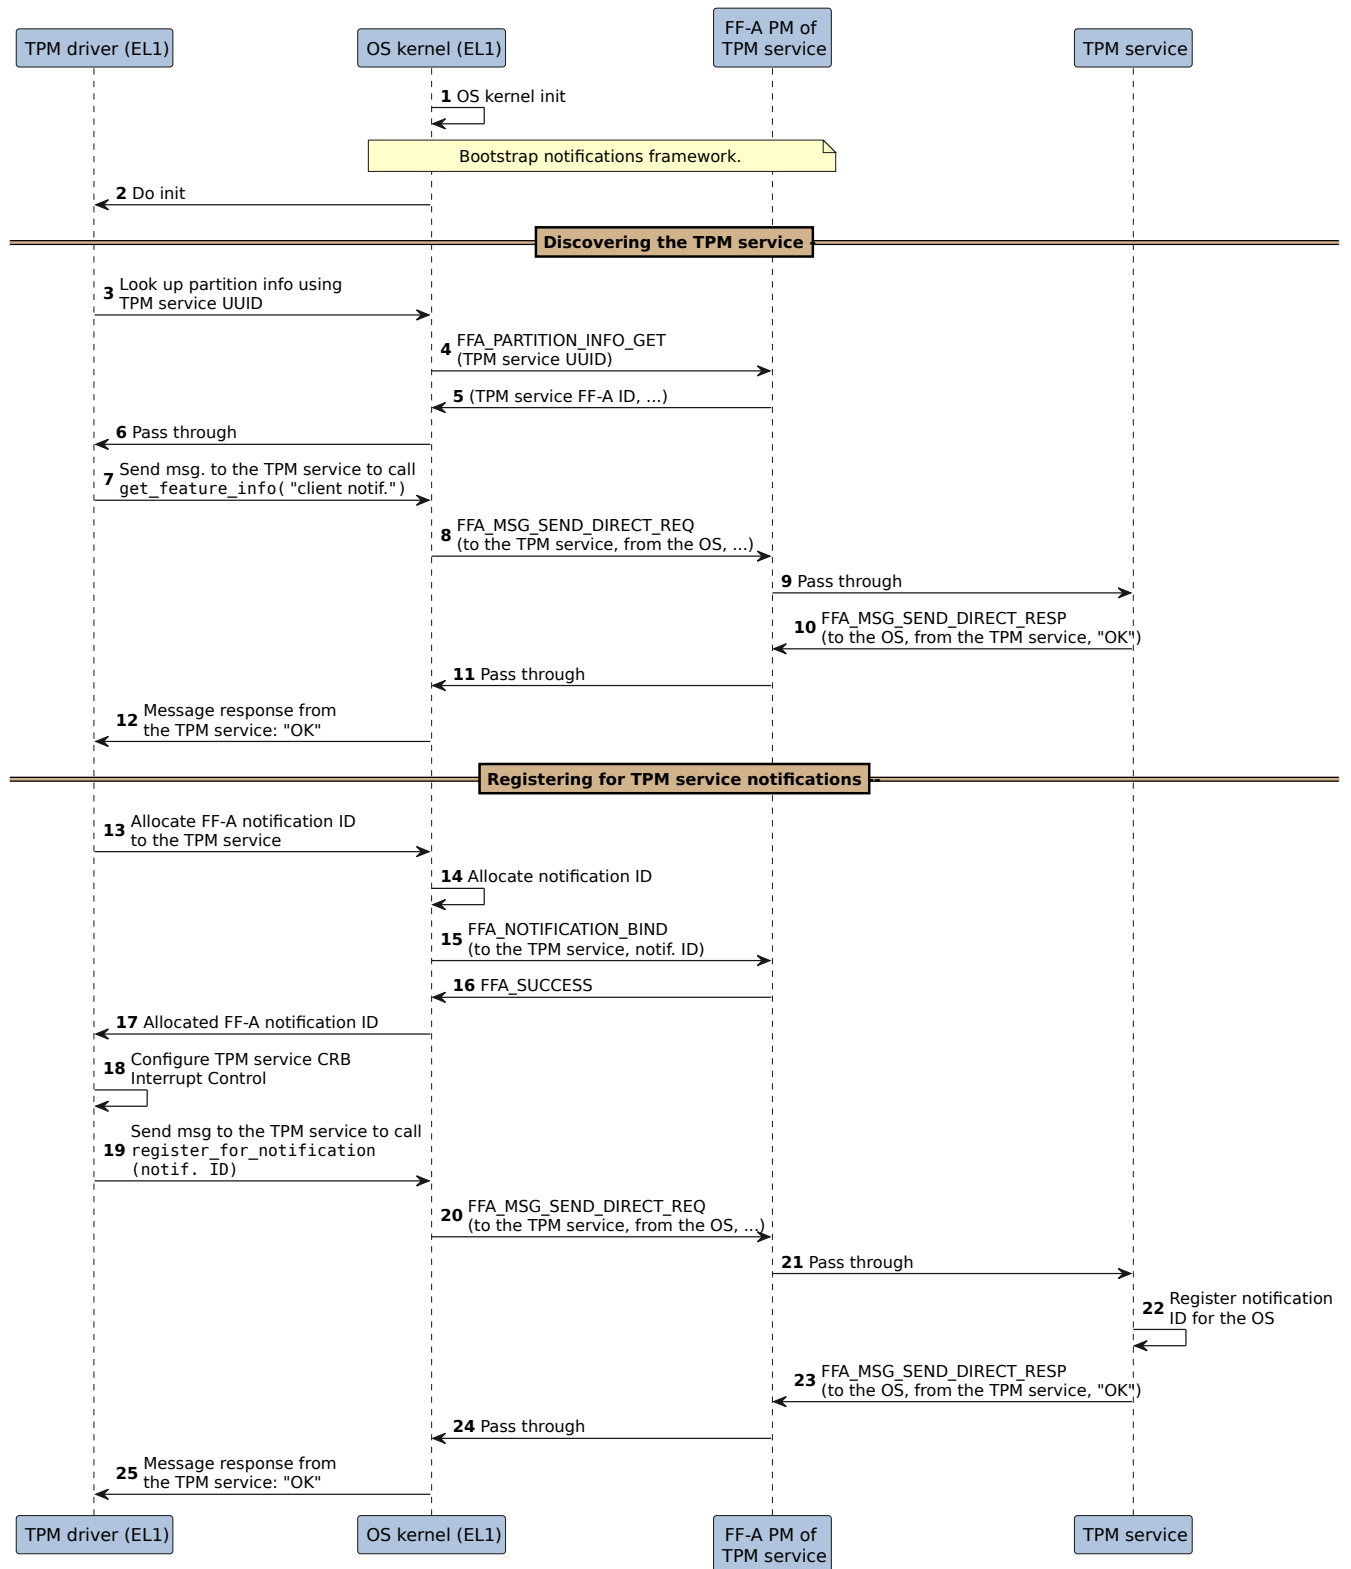 TPM driver (EL1)
OS kernel (EL1)
FF-A PM of
TPM service
TPM service
1 OS kernel init
Bootstrap notifications framework.
2 Do init
Discovering the TPM service
3 Look up partition info using
TPM service UUID
4 FFA_PARTITION_INFO_GET
(TPM service UUID)
5 (TPM service FF-A ID, ...)
6 Pass through
7 Send msg. to the TPM service to call
get_feature_info( "client notif.")
8 FFA_MSG_SEND_DIRECT_REQ
(to the TPM service, from the OS, ...)
9 Pass through
10 FFA_MSG_SEND_DIRECT_RESP
(to the OS, from the TPM service, "OK")
11 Pass through
12 Message response from
the TPM service: "OK"
Registering for TPM service notifications
13 Allocate FF-A notification ID
to the TPM service
14 Allocate notification ID
15 FFA_NOTIFICATION_BIND
(to the TPM service, notif. ID)
16 FFA_SUCCESS
17 Allocated FF-A notification ID
18 Configure TPM service CRB
Interrupt Control
19 Send msg to the TPM service to call
register_for_notification
(notif. ID)
20 FFA_MSG_SEND_DIRECT_REQ
(to the TPM service, from the OS, ...)
21 Pass through
22 Register notification
ID for the OS
23 FFA_MSG_SEND_DIRECT_RESP
(to the OS, from the TPM service, "OK")
24 Pass through
25 Message response from
the TPM service: "OK"
TPM driver (EL1)
OS kernel (EL1)
FF-A PM of
TPM service
TPM service